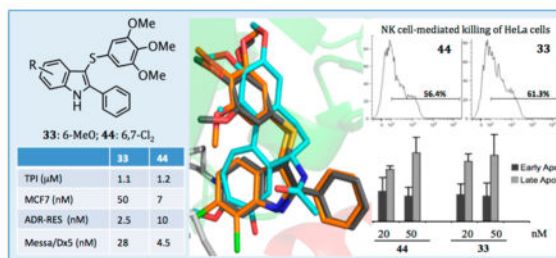 OMe
R
S
OMe
OMe
N
H
33: 6-MeO; 44: 6,7-Cl2
33 44
TPI (μM) 1.1 1.2
MCF7 (nM) 50 7
ADR-RES (nM) 2.5 10
Messa/Dx5 (nM) 28 4.5
NK cell-mediated killing of HeLa cells
44 33
56.4% 61.3%
Early Apo
Late Apo
20 50 20 50 nM
44 33